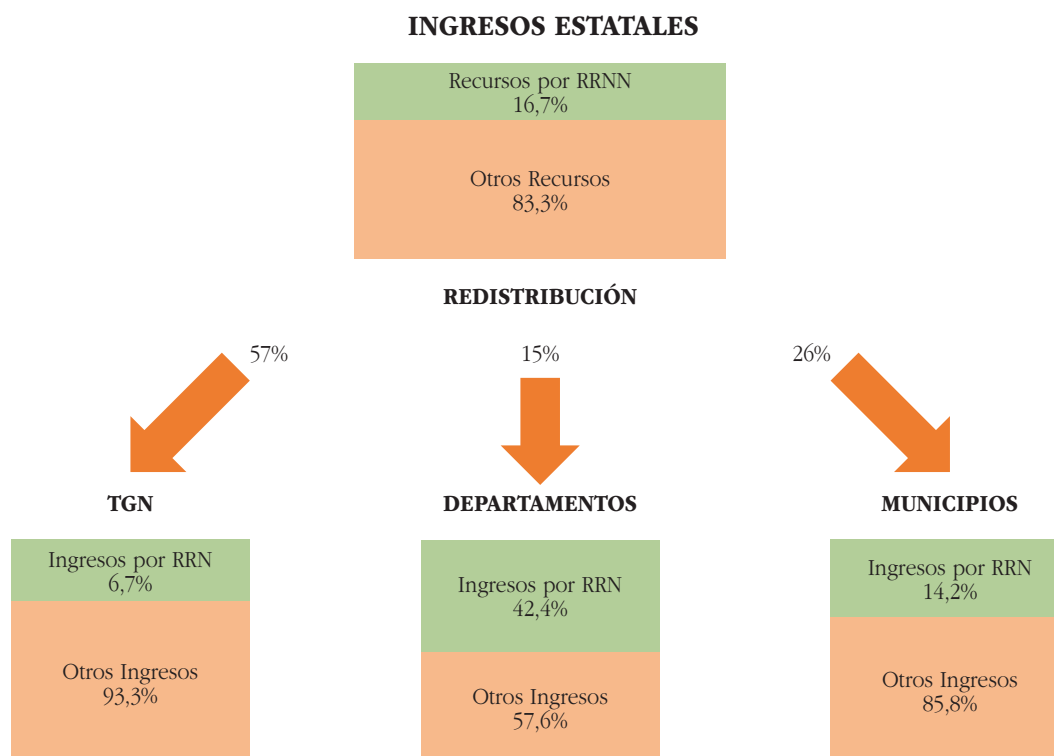 INGRESOS ESTATALES
Recursos por RRNN
16,7%
Otros Recursos
83,3%
REDISTRIBUCIÓN
57%
15%
26%
TGN
DEPARTAMENTOS
MUNICIPIOS
Ingresos por RRN
6,7%
Otros Ingresos
93,3%
Ingresos por RRN
42,4%
Otros Ingresos
57,6%
Ingresos por RRN
14,2%
Otros Ingresos
85,8%